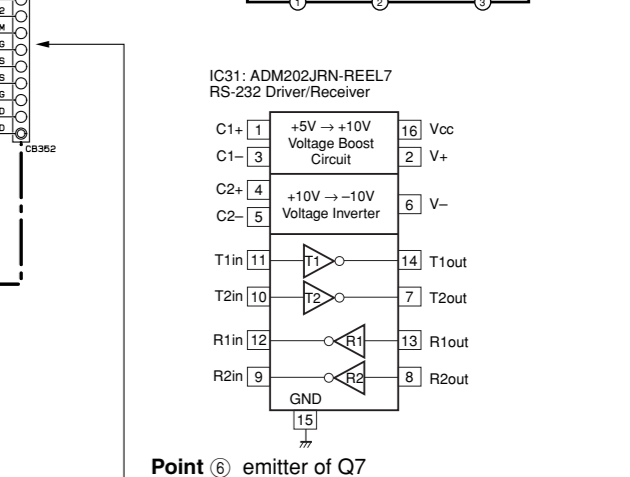 1 2 3
2
M
G
S
S
G
D
D
CB352
IC31: ADM202JRN-REEL7
RS-232 Driver/Receiver
C1+ 1 +5V → +10V 16 Vcc
C1– 3 Voltage Boost 2 V+
Circuit
C2+ 4 +10V → –10V
C2– 5 Voltage Inverter 6 V–
T1in 11 T1 14 T1out
T2in 10 T2 7 T2out
R1in 12 R1 13 R1out
R2in 9 R2 8 R2out
GND
15
Point ⑥ emitter of Q7